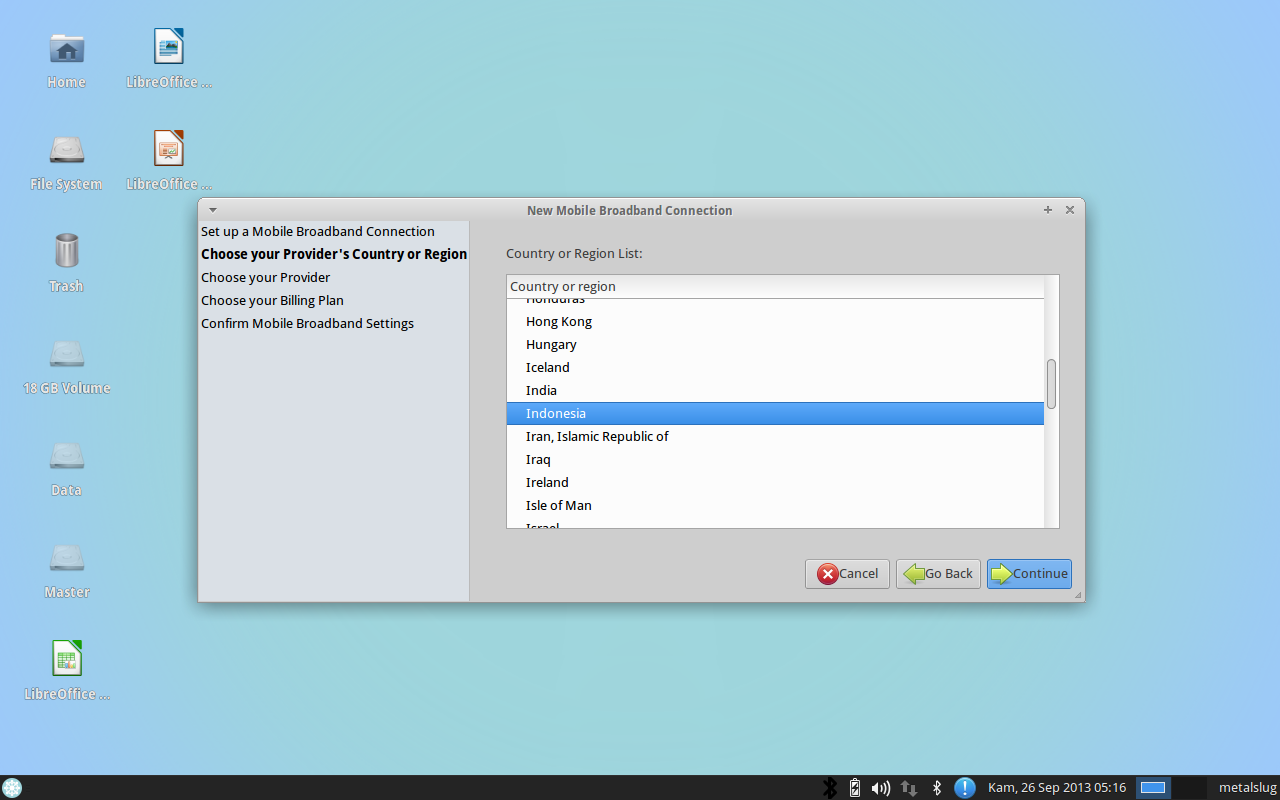 Home
LibreOffice ...
File System
LibreOffice ...
Trash
18 GB Volume
Data
Master
LibreOffice ...
New Mobile Broadband Connection
Set up a Mobile Broadband Connection
Choose your Provider's Country or Region
Choose your Provider
Choose your Billing Plan
Confirm Mobile Broadband Settings
Country or Region List:
Country or region
Honduras
Hong Kong
Hungary
Iceland
India
Indonesia
Iran, Islamic Republic of
Iraq
Ireland
Isle of Man
Israel
Cancel
Go Back
Continue
Kam, 26 Sep 2013 05:16
metalslug